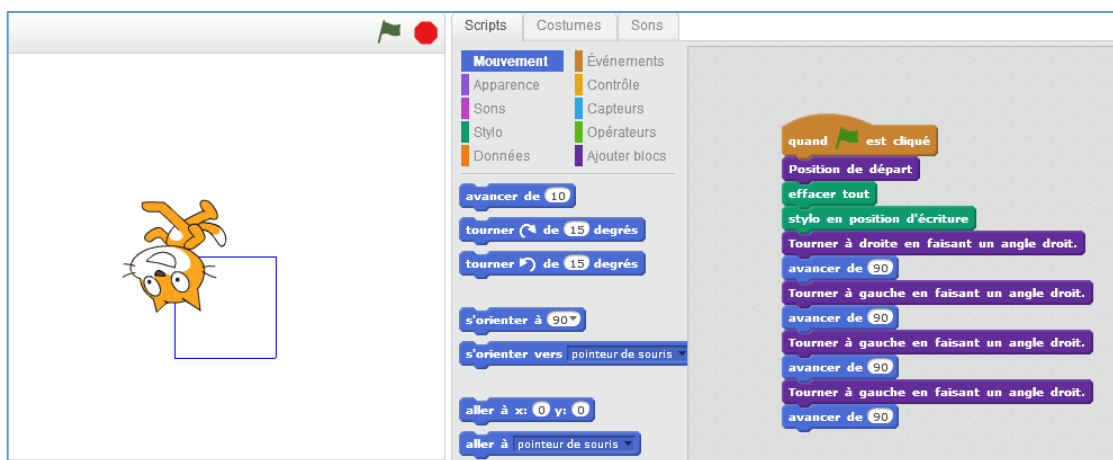 Scripts Costumes Sons
Mouvement Événements
Apparence Contrôle
Sons Capteurs
Stylo Opérateurs
Données Ajouter blocs
avancer de 10
tourner de 15 degrés
tourner de 15 degrés
s'orienter à 90
s'orienter vers pointeur de souris
aller à x: 0 y: 0
aller à pointeur de souris
quand est cliqué
Position de départ
effacer tout
stylo en position d'écriture
Tourner à droite en faisant un angle droit.
avancer de 90
Tourner à gauche en faisant un angle droit.
avancer de 90
Tourner à gauche en faisant un angle droit.
avancer de 90
Tourner à gauche en faisant un angle droit.
avancer de 90